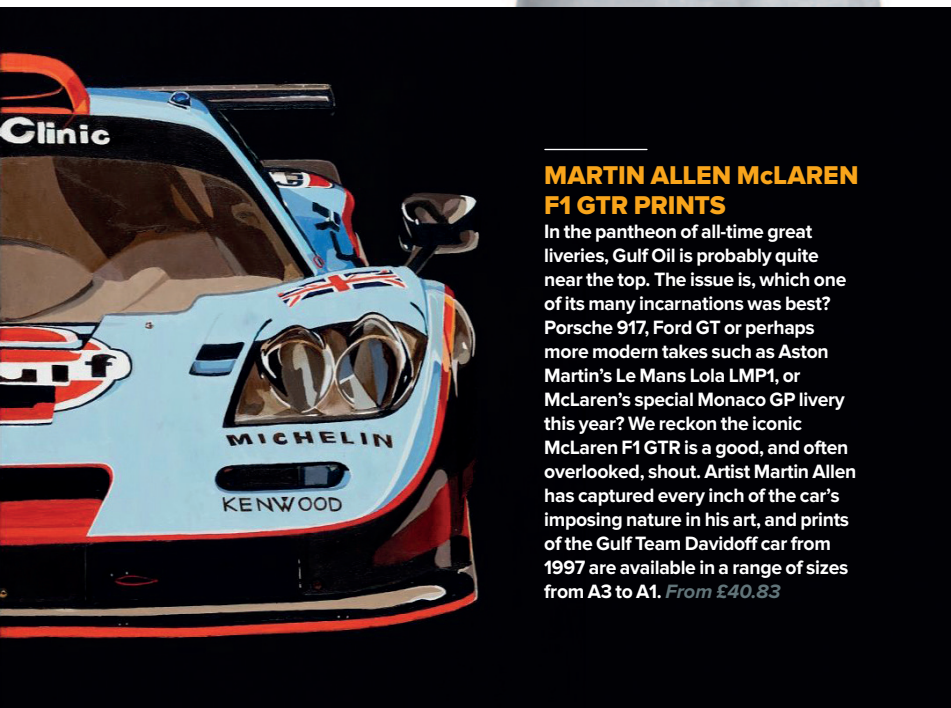 Clinic
MICHELIN
KENWOOD
MARTIN ALLEN McLAREN
F1 GTR PRINTS
In the pantheon of all-time great
liveries, Gulf Oil is probably quite
near the top. The issue is, which one
of its many incarnations was best?
Porsche 917, Ford GT or perhaps
more modern takes such as Aston
Martin’s Le Mans Lola LMP1, or
McLaren’s special Monaco GP livery
this year? We reckon the iconic
McLaren F1 GTR is a good, and often
overlooked, shout. Artist Martin Allen
has captured every inch of the car’s
imposing nature in his art, and prints
of the Gulf Team Davidoff car from
1997 are available in a range of sizes
from A3 to A1. From £40.83